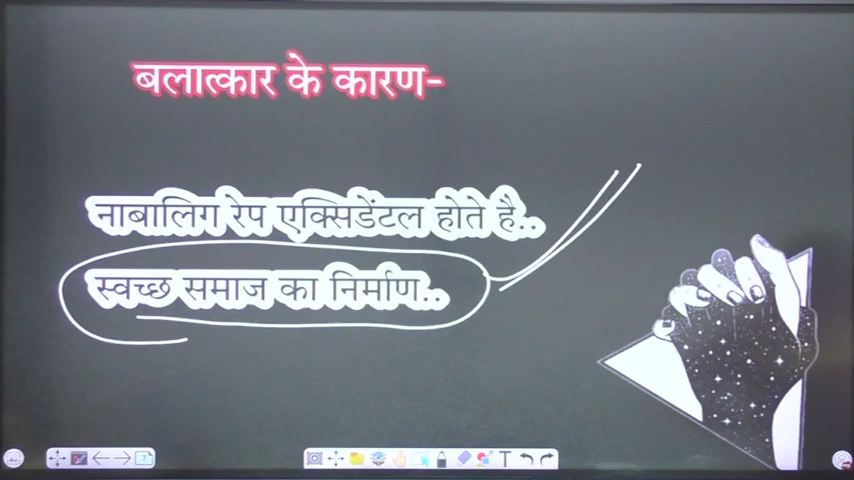 बलात्कार के कारण-
नाबालिग रेप एक्सिडेंटल होते है..
स्वच्छ समाज का निर्माण..